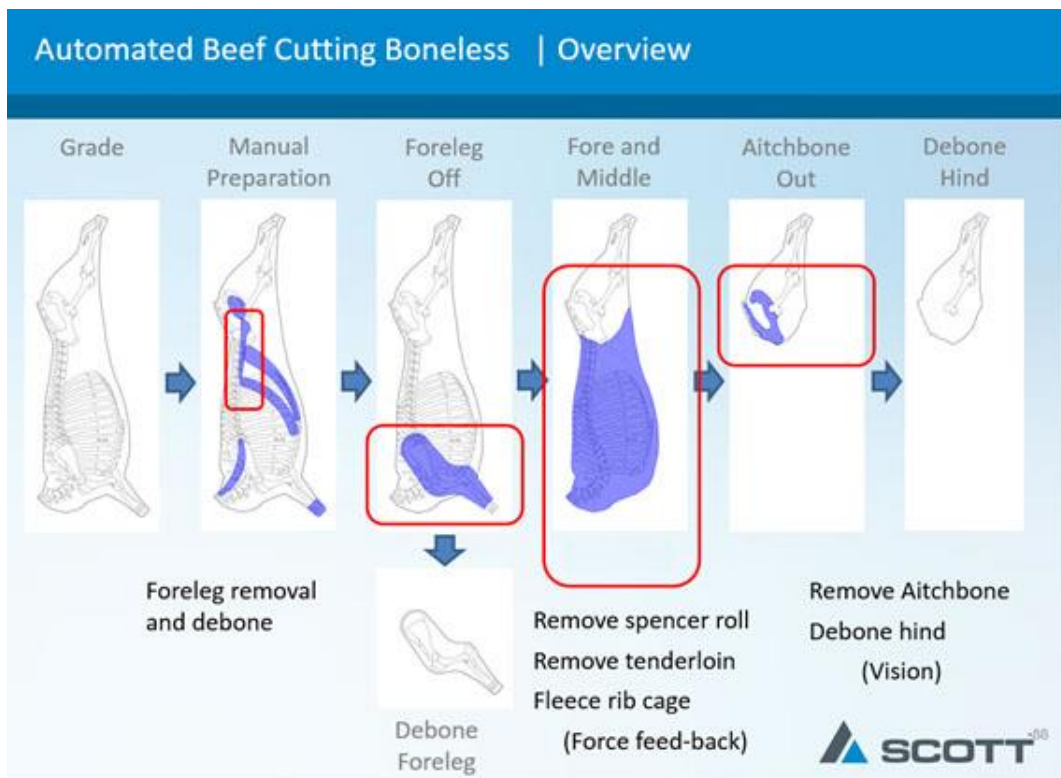 Automated Beef Cutting Boneless | Overview
Grade
Manual
Preparation
Foreleg
Off
Fore and
Middle
Aitchbone
Out
Debone
Hind
Foreleg removal
and debone
Debone
Foreleg
Remove spencer roll
Remove tenderloin
Fleece rib cage
(Force feed-back)
Remove Aitchbone
Debone hind
(Vision)
SCOTT